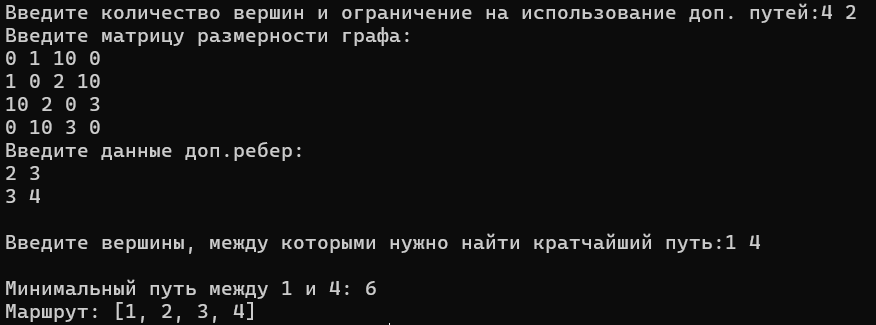 Введите количество вершин и ограничение на использование доп. путей:4 2
Введите матрицу размерности графа:
0 1 10 0
1 0 2 10
10 2 0 3
0 10 3 0
Введите данные доп.ребер:
2 3
3 4
Введите вершины, между которыми нужно найти кратчайший путь:1 4
Минимальный путь между 1 и 4: 6
Маршрут: [1, 2, 3, 4]